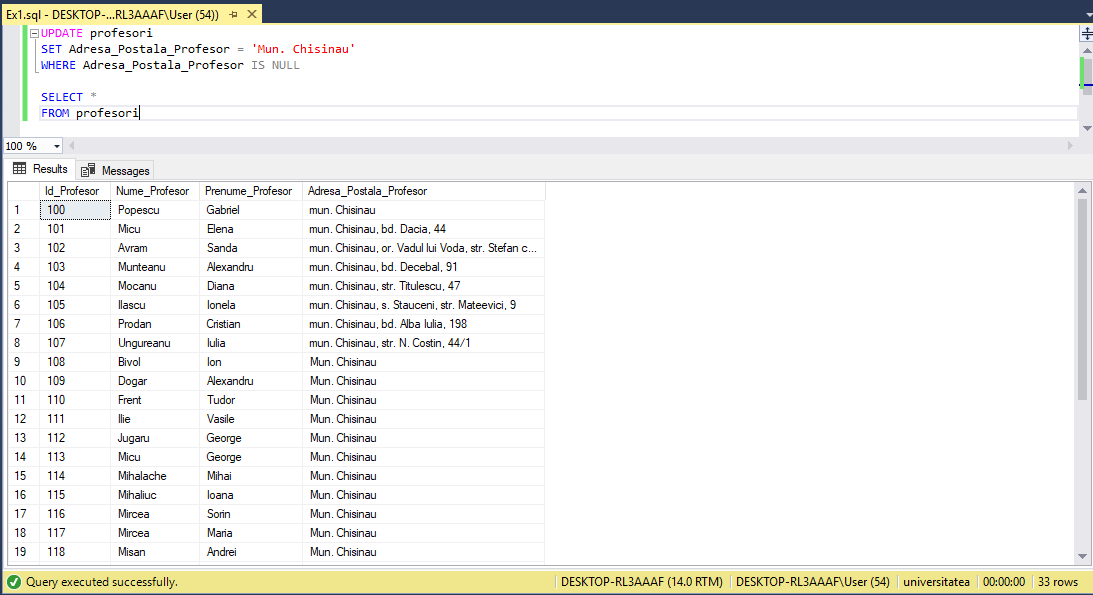 Ex1.sql - DESKTOP-...RL3AAAF\User (54))
UPDATE profesori
SET Adresa_Postala_Profesor = 'Mun. Chisinau'
WHERE Adresa_Postala_Profesor IS NULL
SELECT *
FROM profesori
100 %
Results Messages
Id_Profesor Nume_Profesor Prenume_Profesor Adresa_Postala_Profesor
1 100 Popescu Gabriel mun. Chisinau
2 101 Micu Elena mun. Chisinau, bd. Dacia, 44
3 102 Avram Sanda mun. Chisinau, or. Vadul lui Voda, str. Stefan c...
4 103 Munteanu Alexandru mun. Chisinau, bd. Decebal, 91
5 104 Mocanu Diana mun. Chisinau, str. Titulescu, 47
6 105 Ilascu Ionela mun. Chisinau, s. Stauceni, str. Mateevici, 9
7 106 Prodan Cristian mun. Chisinau, bd. Alba Iulia, 198
8 107 Ungureanu Iulia mun. Chisinau, str. N. Costin, 44/1
9 108 Bivol Ion Mun. Chisinau
10 109 Dogar Alexandru Mun. Chisinau
11 110 Frent Tudor Mun. Chisinau
12 111 Ilie Vasile Mun. Chisinau
13 112 Jugaru George Mun. Chisinau
14 113 Micu George Mun. Chisinau
15 114 Mihalache Mihai Mun. Chisinau
16 115 Mihaliuc Ioana Mun. Chisinau
17 116 Mircea Sorin Mun. Chisinau
18 117 Mircea Maria Mun. Chisinau
19 118 Misan Andrei Mun. Chisinau
Query executed successfully. DESKTOP-RL3AAAF (14.0 RTM) DESKTOP-RL3AAAF\User (54) universitatea 00:00:00 33 rows